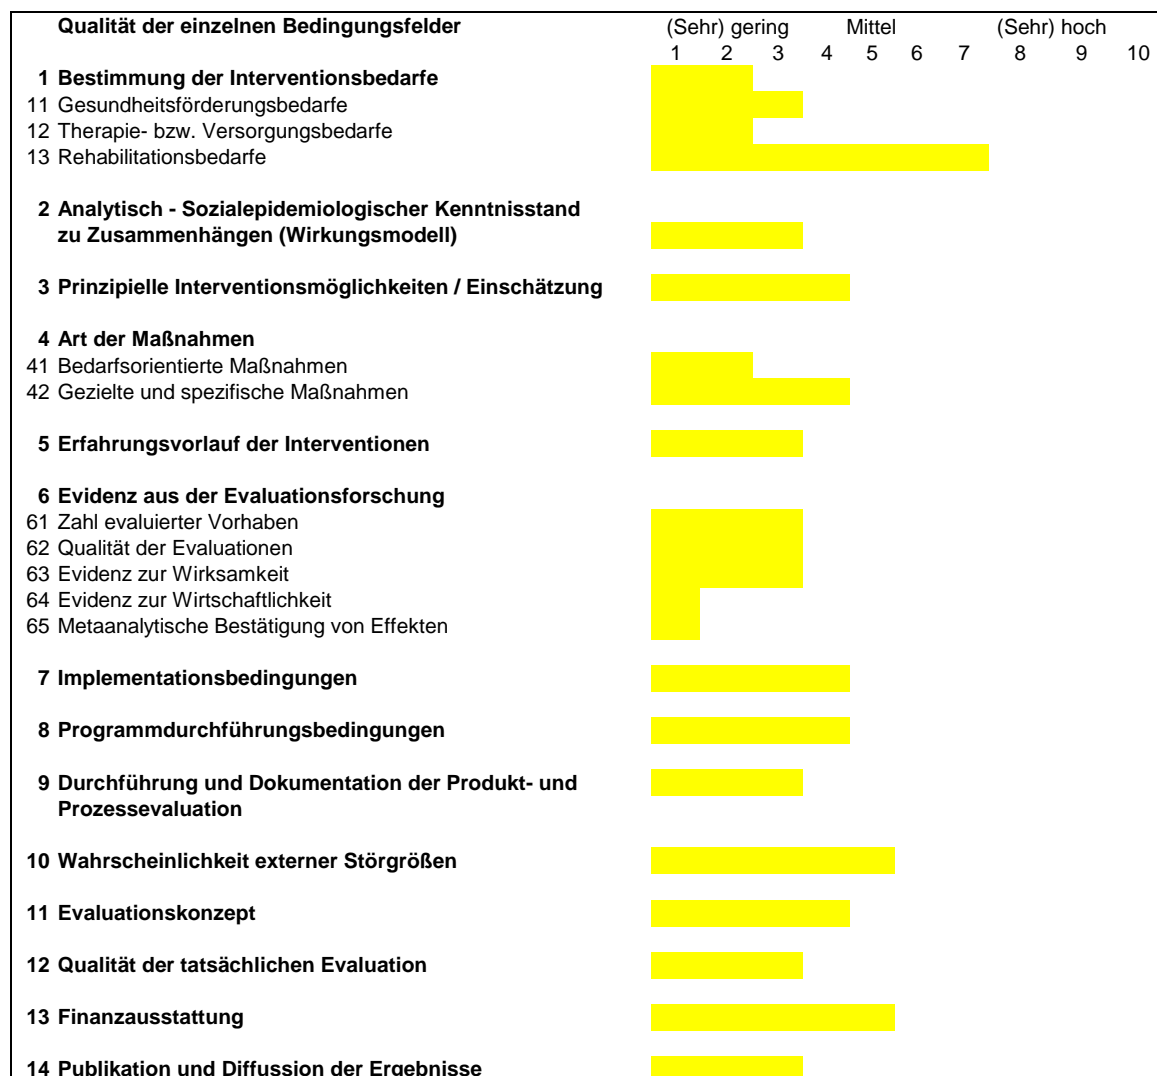 Qualität der einzelnen Bedingungsfelder (Sehr) gering Mittel (Sehr) hoch
1 2 3 4 5 6 7 8 9 10
1 Bestimmung der Interventionsbedarfe
11 Gesundheitsförderungsbedarfe
12 Therapie- bzw. Versorgungsbedarfe
13 Rehabilitationsbedarfe
2 Analytisch - Sozialepidemiologischer Kenntnisstand
zu Zusammenhängen (Wirkungsmodell)
3 Prinzipielle Interventionsmöglichkeiten / Einschätzung
4 Art der Maßnahmen
41 Bedarfsorientierte Maßnahmen
42 Gezielte und spezifische Maßnahmen
5 Erfahrungsvorlauf der Interventionen
6 Evidenz aus der Evaluationsforschung
61 Zahl evaluierter Vorhaben
62 Qualität der Evaluationen
63 Evidenz zur Wirksamkeit
64 Evidenz zur Wirtschaftlichkeit
65 Metaanalytische Bestätigung von Effekten
7 Implementationsbedingungen
8 Programmdurchführungsbedingungen
9 Durchführung und Dokumentation der Produkt- und
Prozessevaluation
10 Wahrscheinlichkeit externer Störgrößen
11 Evaluationskonzept
12 Qualität der tatsächlichen Evaluation
13 Finanzausstattung
14 Publikation und Diffussion der Ergebnisse